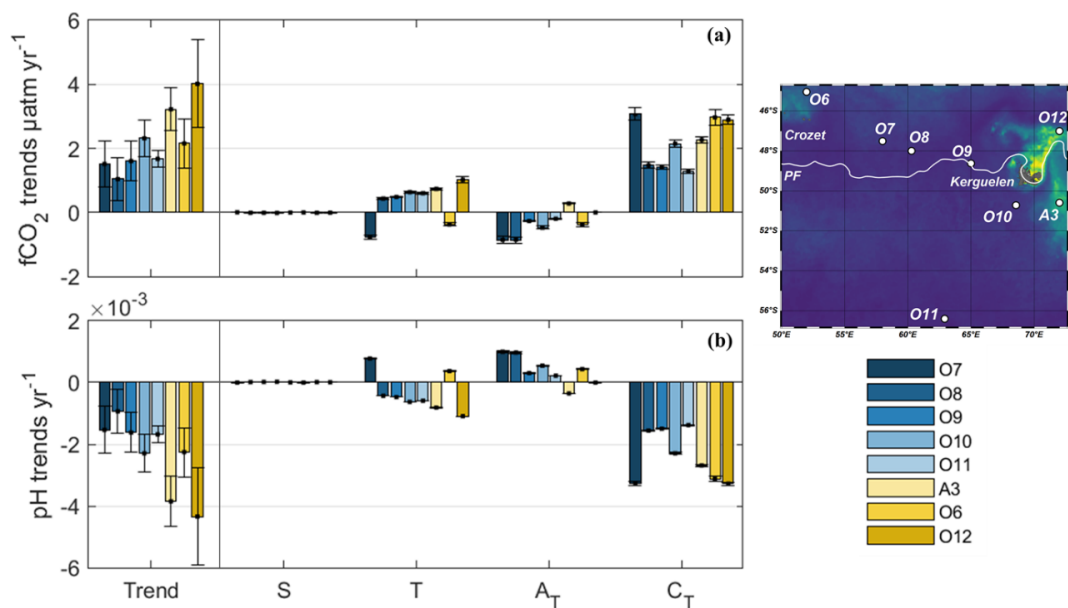 (a)
fCO₂ trends µatm yr⁻¹
6
4
2
0
-2
(b)
pH trends yr⁻¹
× 10⁻³
2
0
-2
-4
-6
Trend S T A_T C_T
46°S
48°S
50°S
52°S
54°S
56°S
50°E 55°E 60°E 65°E 70°E
O6
O12
Crozet
O7
O8
O9
PF
Kerguelen
O10
A3
O11
O7
O8
O9
O10
O11
A3
O6
O12